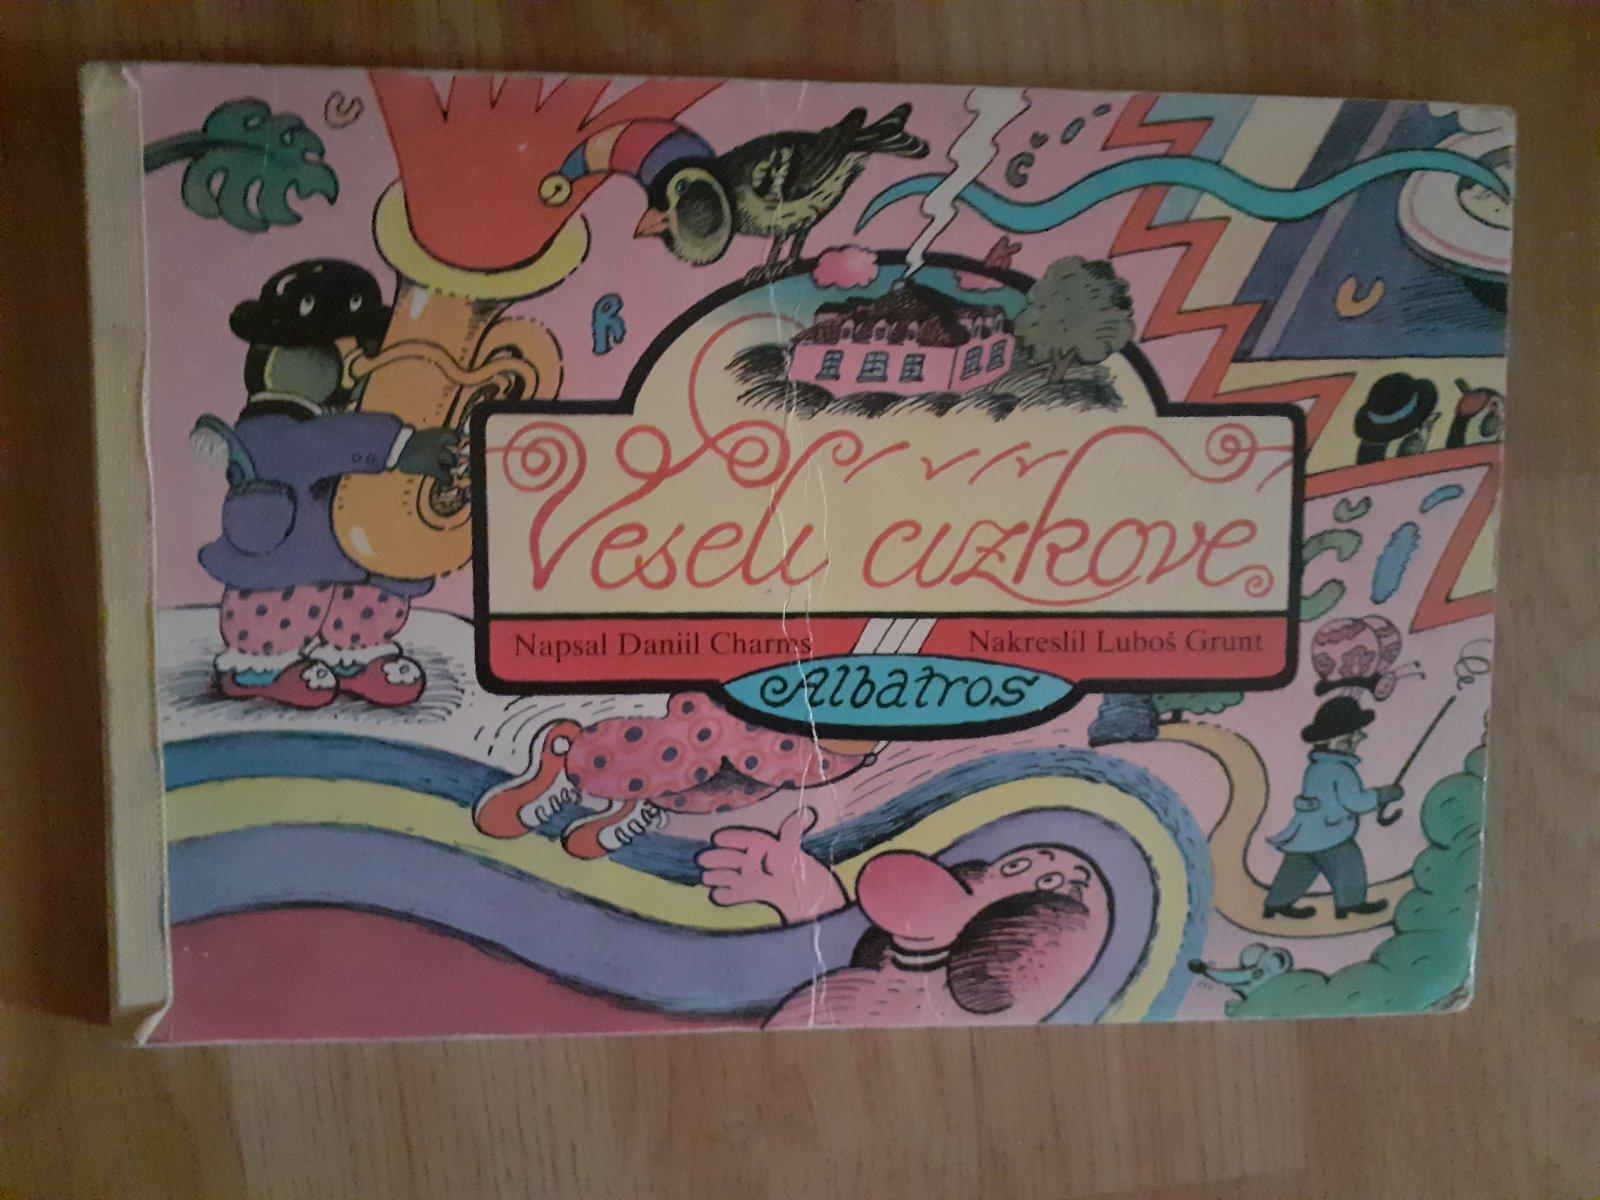 R
Veselí čížkové
Napsal Daniil Charms
Nakreslil Luboš Grunt
Albatros